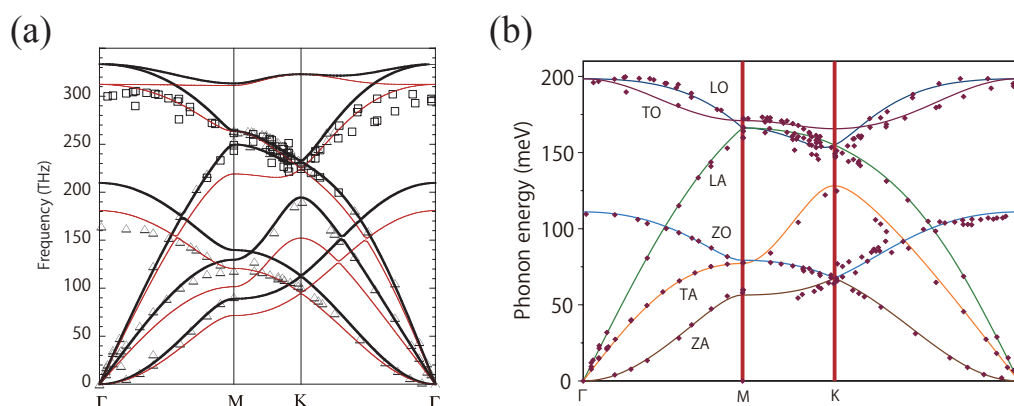 (a)
Frequency (THz)
300
250
200
150
100
50
0
Γ
M
K
Γ
(b)
Phonon energy (meV)
200
150
100
50
0
LO
TO
LA
ZO
TA
ZA
Γ
M
K